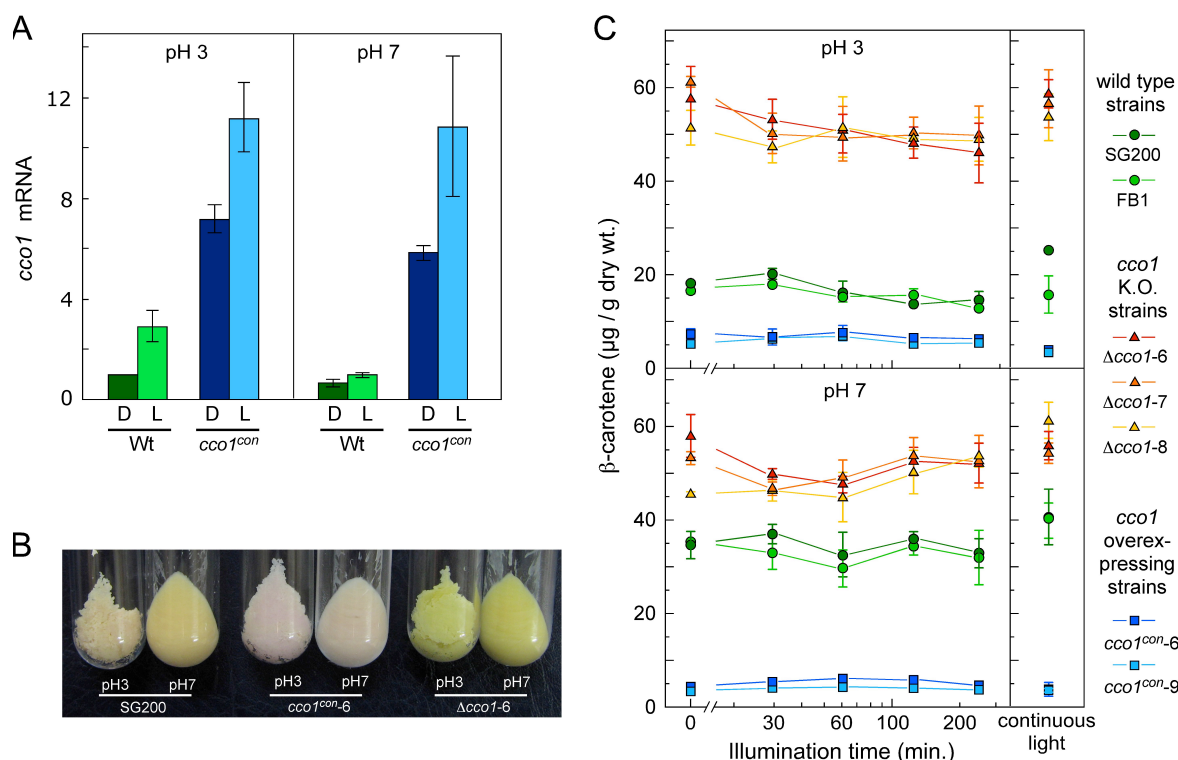 A
pH 3
pH 7
cco1 mRNA
12
8
4
0
D L D L D L D L
Wt cco1con Wt cco1con
B
pH3 pH7 pH3 pH7 pH3 pH7
SG200 cco1con-6 Δcco1-6
C
pH 3
60
40
20
0
pH 7
60
40
20
0
β-carotene (µg / g dry wt.)
0 30 60 100 200
continuous
light
Illumination time (min.)
wild type
strains
SG200
FB1
cco1
K.O.
strains
Δcco1-6
Δcco1-7
Δcco1-8
cco1
overex-
pressing
strains
cco1con-6
cco1con-9